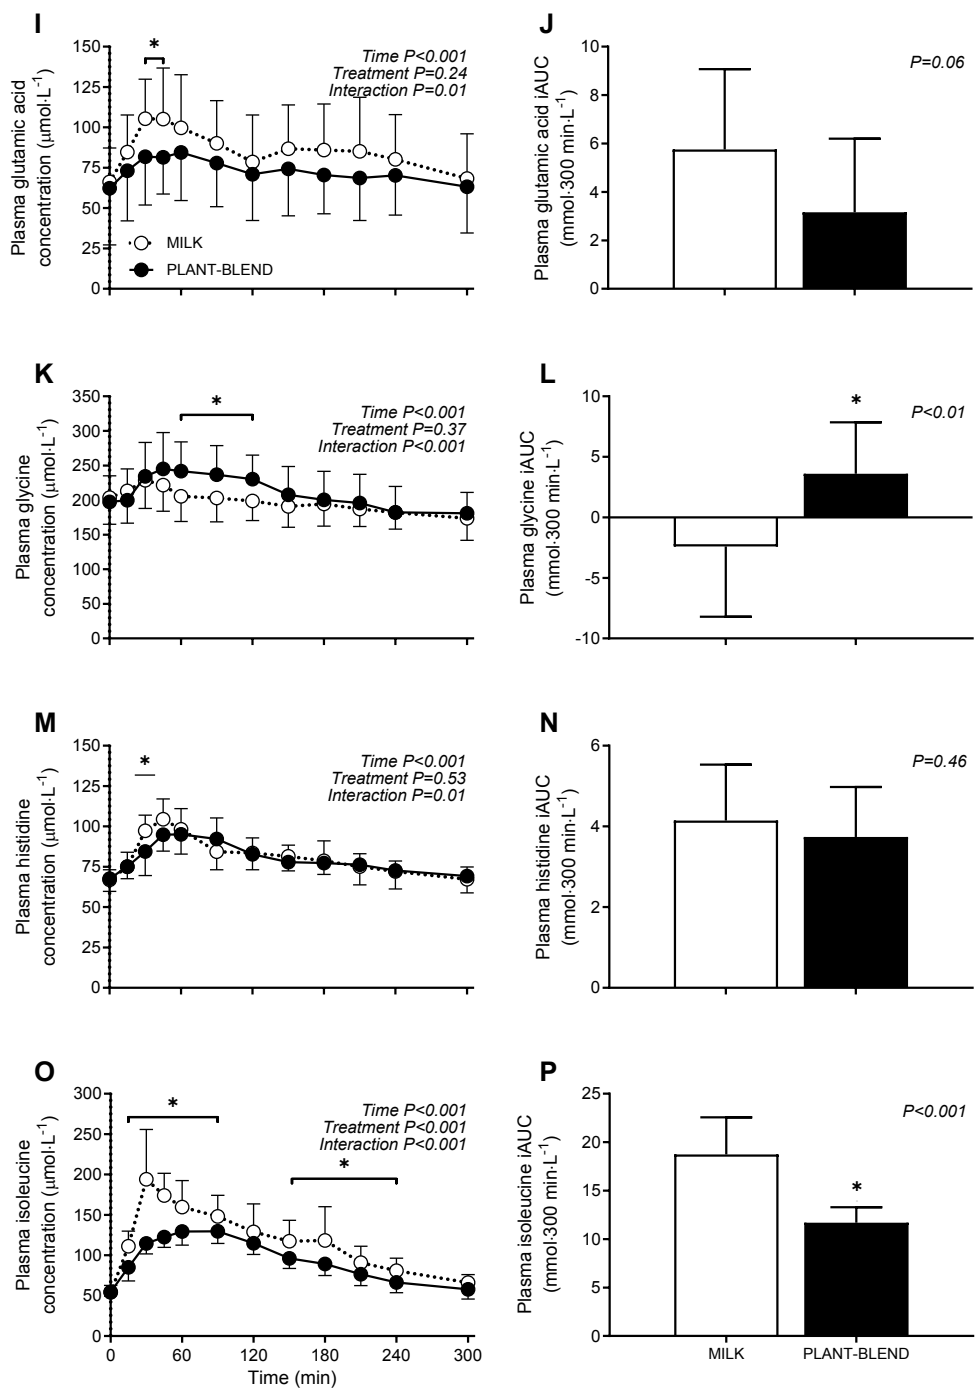 I
Plasma glutamic acid
concentration (μmol·L-1)
150
125
100
75
50
25
0
*
Time P<0.001
Treatment P=0.24
Interaction P=0.01
MILK
PLANT-BLEND
J
Plasma glutamic acid iAUC
(mmol·300 min·L-1)
10
8
6
4
2
0
P=0.06
K
Plasma glycine
concentration (μmol·L-1)
350
300
250
200
150
100
50
0
*
Time P<0.001
Treatment P=0.37
Interaction P<0.001
L
Plasma glycine iAUC
(mmol·300 min·L-1)
10
5
0
-5
-10
*
P<0.01
M
Plasma histidine
concentration (μmol·L-1)
150
125
100
75
50
25
0
*
Time P<0.001
Treatment P=0.53
Interaction P=0.01
N
Plasma histidine iAUC
(mmol·300 min·L-1)
6
4
2
0
P=0.46
O
Plasma isoleucine
concentration (μmol·L-1)
300
250
200
150
100
50
0
*
Time P<0.001
Treatment P<0.001
Interaction P<0.001
*
0 60 120 180 240 300
Time (min)
P
Plasma isoleucine iAUC
(mmol·300 min·L-1)
25
20
15
10
5
0
P<0.001
*
MILK PLANT-BLEND